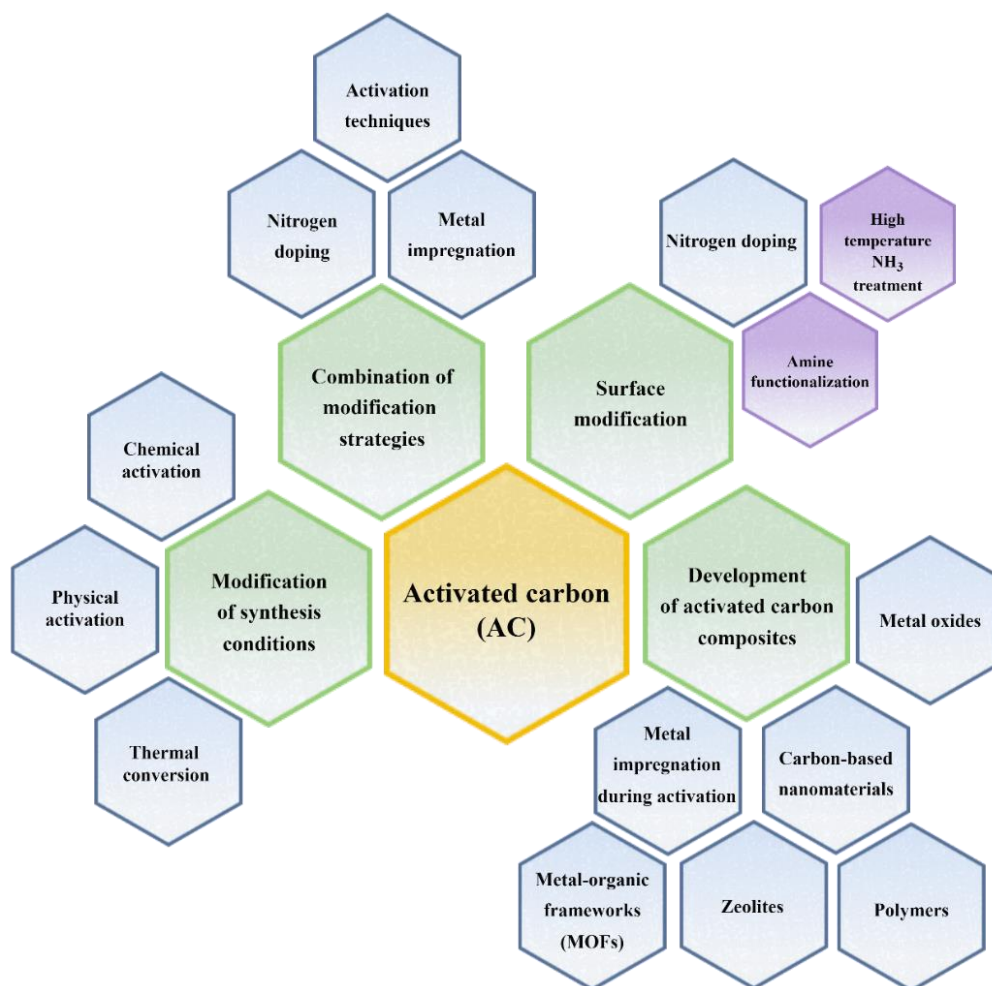 Activation
techniques
Nitrogen
doping
Metal
impregnation
Nitrogen doping
High
temperature
NH₃
treatment
Amine
functionalization
Combination of
modification
strategies
Surface
modification
Chemical
activation
Physical
activation
Thermal
conversion
Modification
of synthesis
conditions
Activated carbon
(AC)
Development
of activated carbon
composites
Metal oxides
Metal
impregnation
during activation
Carbon-based
nanomaterials
Metal-organic
frameworks
(MOFs)
Zeolites
Polymers